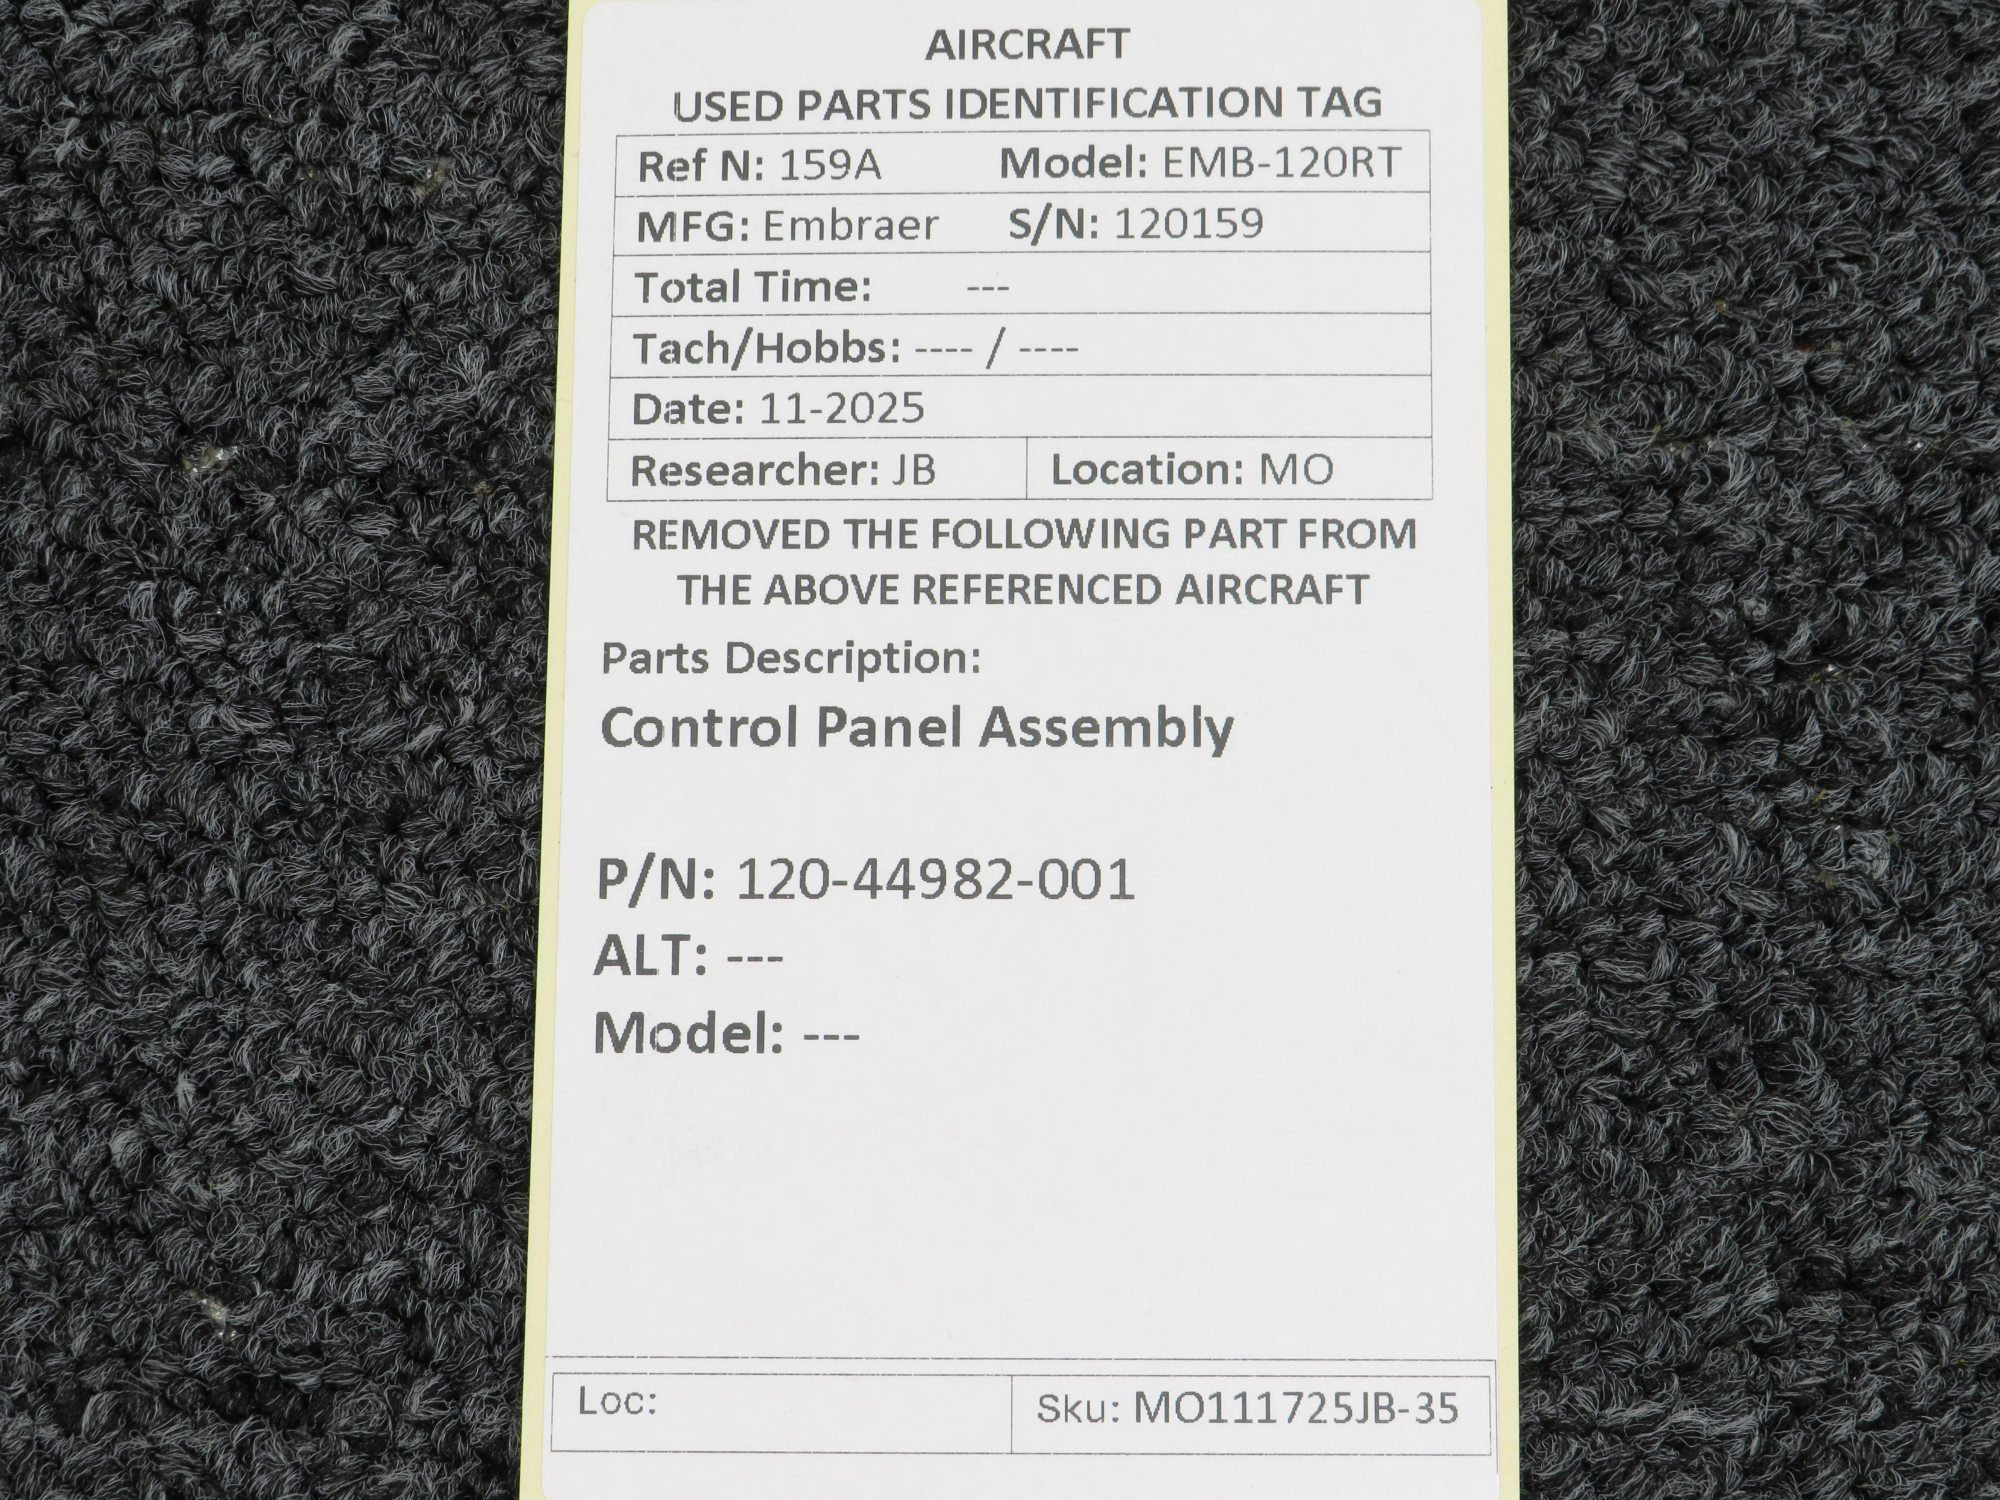 AIRCRAFT
USED PARTS IDENTIFICATION TAG
Ref N: 159A Model: EMB-120RT
MFG: Embraer S/N: 120159
Total Time: ---
Tach/Hobbs: ---- / ----
Date: 11-2025
Researcher: JB Location: MO
REMOVED THE FOLLOWING PART FROM
THE ABOVE REFERENCED AIRCRAFT
Parts Description:
Control Panel Assembly
P/N: 120-44982-001
ALT: ---
Model: ---
Loc: Sku: MO111725JB-35